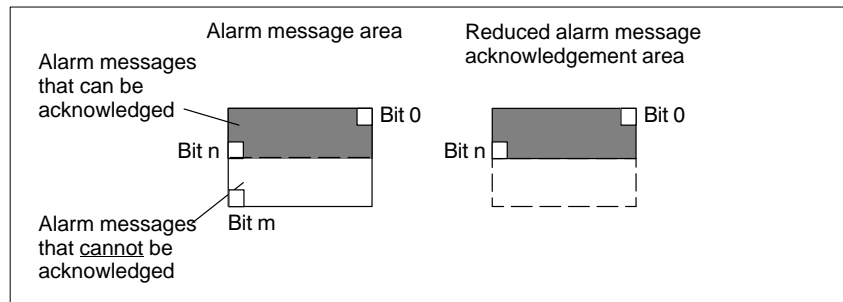 Alarm message area
Reduced alarm message
acknowledgement area
Alarm messages
that can be
acknowledged
Bit 0
Bit n
Bit 0
Bit n
Alarm messages
that cannot be
acknowledged
Bit m